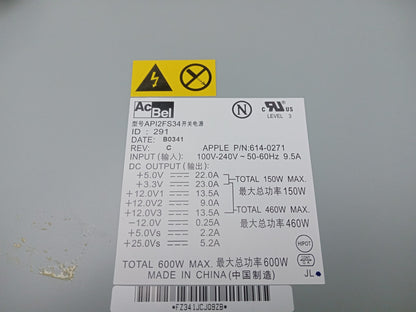 AcBel
N
c RU US
LEVEL 3
型号API2FS34开关电源
ID : 291
DATE: B0341
REV: C APPLE P/N:614-0271
INPUT(输入): 100V-240V~50-60Hz 9.5A
DC OUTPUT(输出):
+5.0V 22.0A TOTAL 150W MAX.
+3.3V 23.0A 最大总功率150W
+12.0V1 13.5A
+12.0V2 9.0A TOTAL 460W MAX.
+12.0V3 13.5A 最大总功率460W
-12.0V 0.25A
+5.0Vs 2.2A
+25.0Vs 5.2A
HIPOT
TOTAL 600W MAX. 最大总功率600W
MADE IN CHINA(中国制造) JL
*FZ341JCJ09ZB*